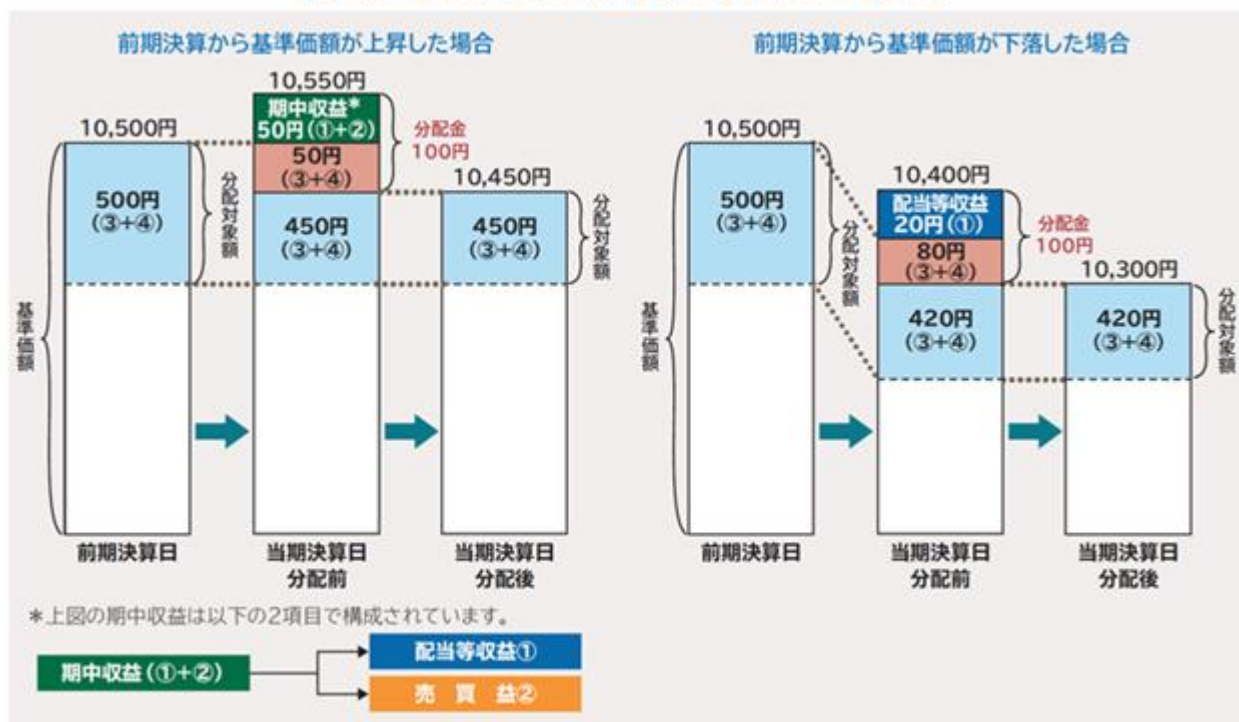 前期決算から基準価額が上昇した場合
10,500円
500円
(③+④)
分配対象額
基準価額
10,550円
期中収益*
50円(①+②)
50円
(③+④)
450円
(③+④)
分配金
100円
10,450円
450円
(③+④)
分配対象額
前期決算日
当期決算日
分配前
当期決算日
分配後
前期決算から基準価額が下落した場合
10,500円
500円
(③+④)
分配対象額
基準価額
10,400円
配当等収益
20円(①)
80円
(③+④)
420円
(③+④)
分配金
100円
10,300円
420円
(③+④)
分配対象額
前期決算日
当期決算日
分配前
当期決算日
分配後
*上図の期中収益は以下の2項目で構成されています。
期中収益(①+②)
配当等収益①
売買益②